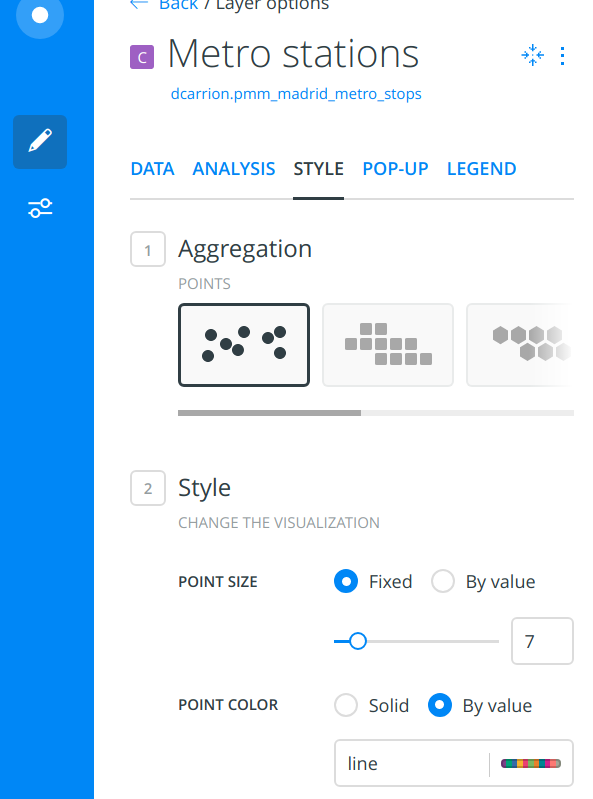 ← Back / Layer options
C Metro stations
dcarrion.pmm_madrid_metro_stops
DATA ANALYSIS STYLE POP-UP LEGEND
1 Aggregation
POINTS
2 Style
CHANGE THE VISUALIZATION
POINT SIZE Fixed By value
7
POINT COLOR Solid By value
line